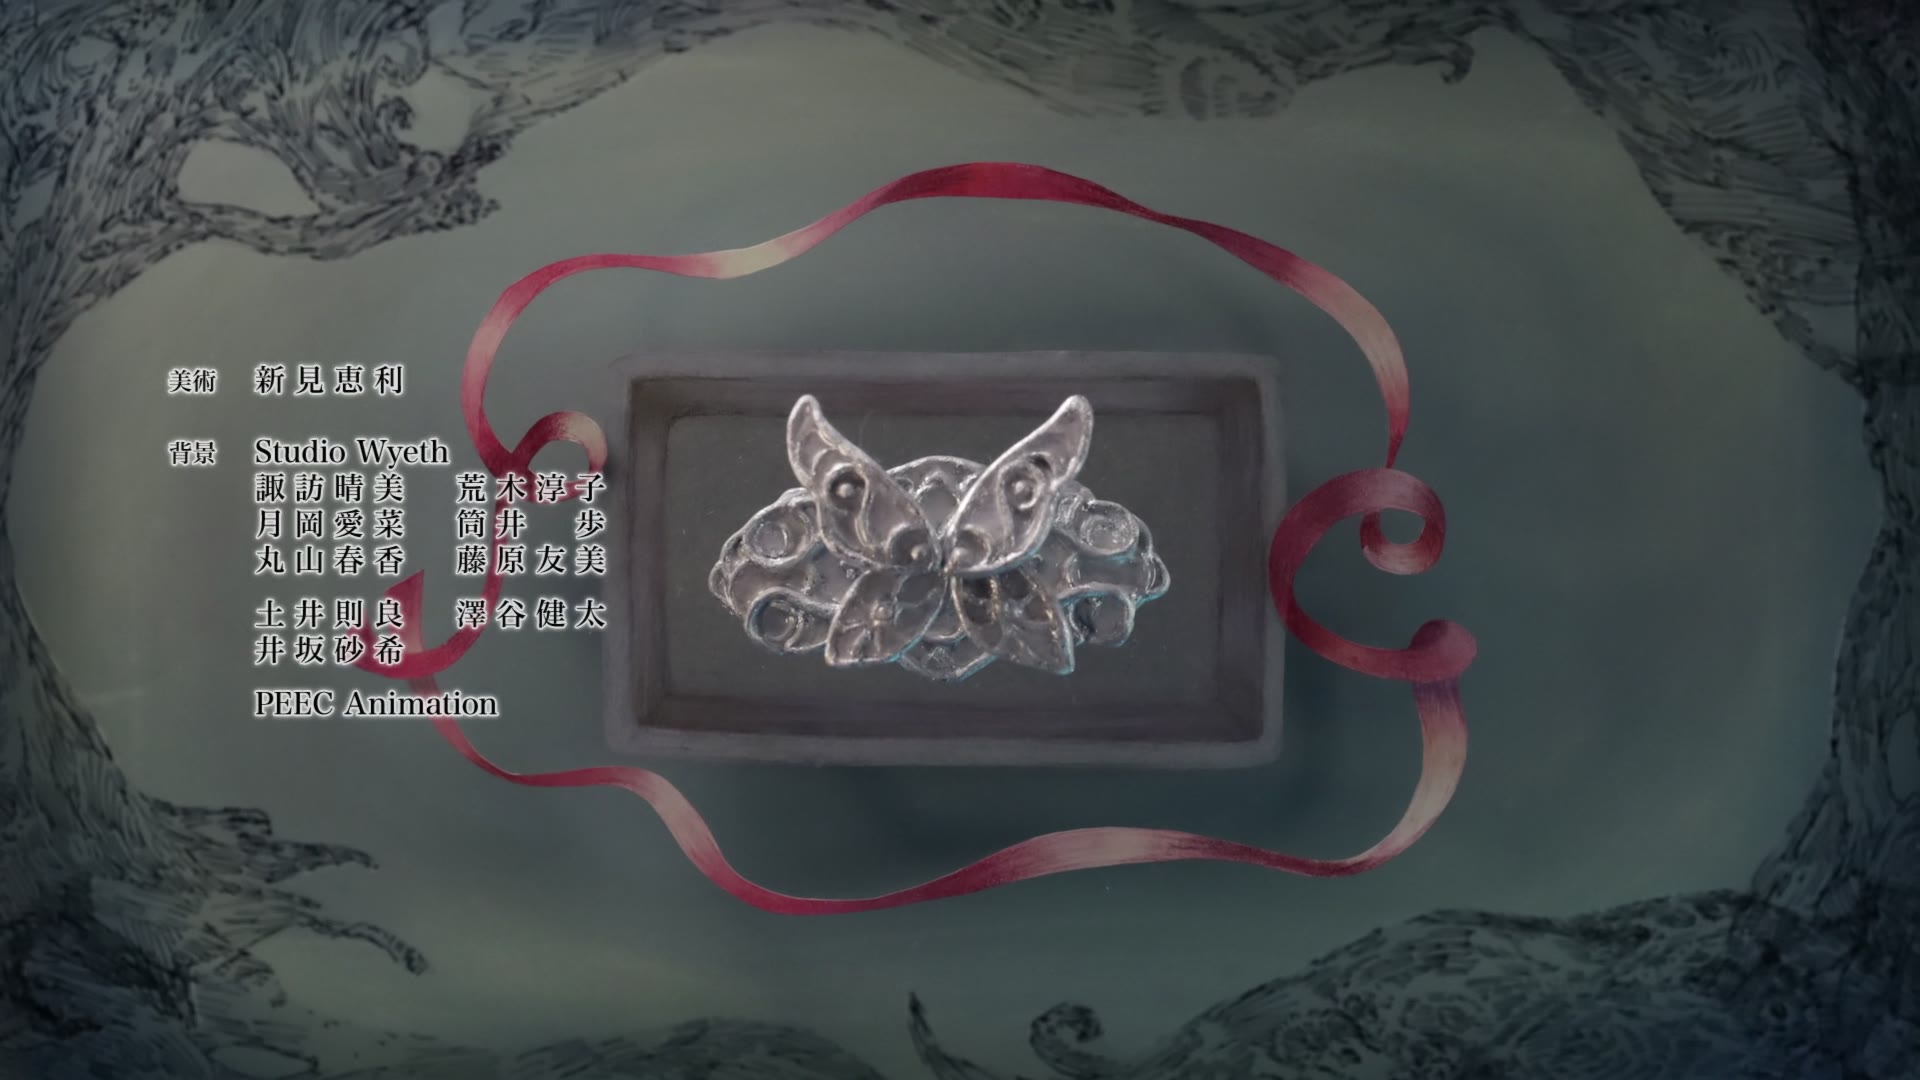 美術 新見恵利
背景 Studio Wyeth
諏訪晴美 荒木淳子
月岡愛菜 筒井歩
丸山春香 藤原友美
土井則良 澤谷健太
井坂砂希
PEEC Animation